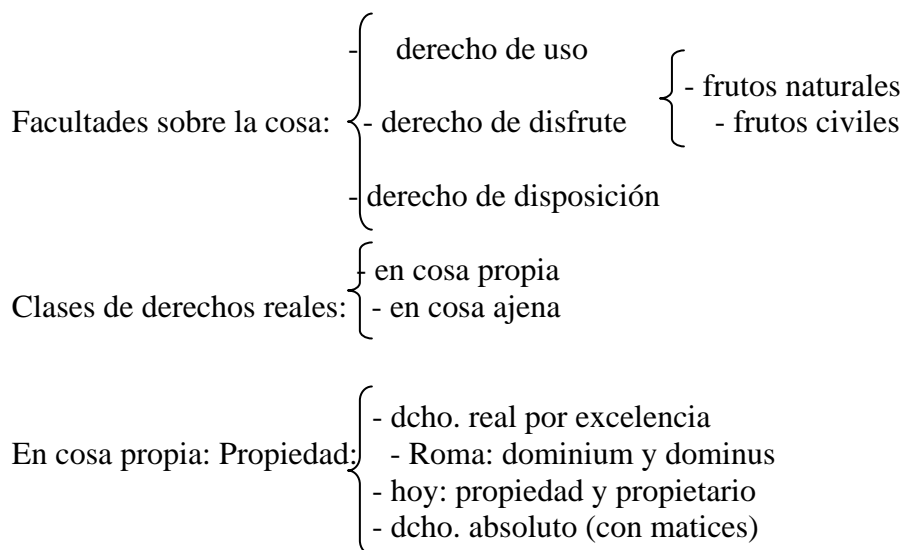 - derecho de uso
- frutos naturales
Facultades sobre la cosa: - derecho de disfrute
- frutos civiles
- derecho de disposición
- en cosa propia
Clases de derechos reales: - en cosa ajena
- dcho. real por excelencia
En cosa propia: Propiedad: - Roma: dominium y dominus
- hoy: propiedad y propietario
- dcho. absoluto (con matices)